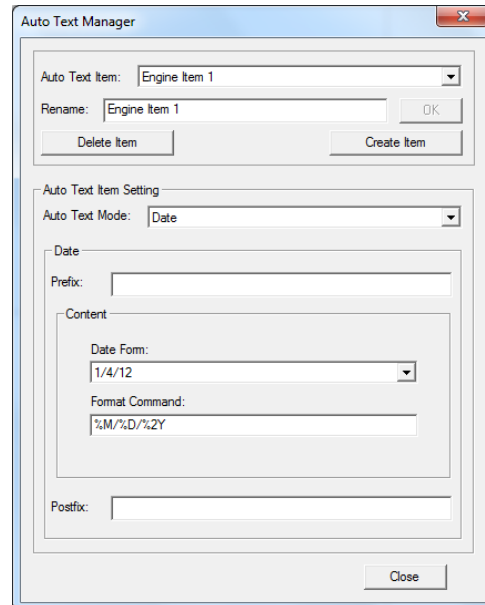 Auto Text Manager
Auto Text Item: Engine Item 1
Rename: Engine Item 1 OK
Delete Item Create Item
Auto Text Item Setting
Auto Text Mode: Date
Date
Prefix:
Content
Date Form:
1/4/12
Format Command:
%M/%D/%2Y
Postfix:
Close